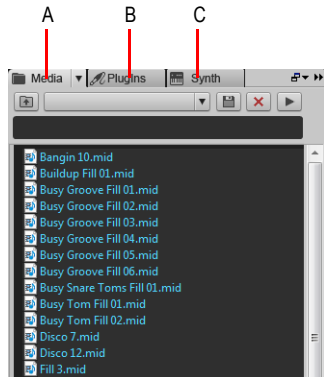 A B C
Media Plugins Synth
Bangin 10.mid
Buildup Fill 01.mid
Busy Groove Fill 01.mid
Busy Groove Fill 02.mid
Busy Groove Fill 03.mid
Busy Groove Fill 04.mid
Busy Groove Fill 05.mid
Busy Groove Fill 06.mid
Busy Snare Toms Fill 01.mid
Busy Tom Fill 01.mid
Busy Tom Fill 02.mid
Disco 7.mid
Disco 12.mid
Fill 3.mid